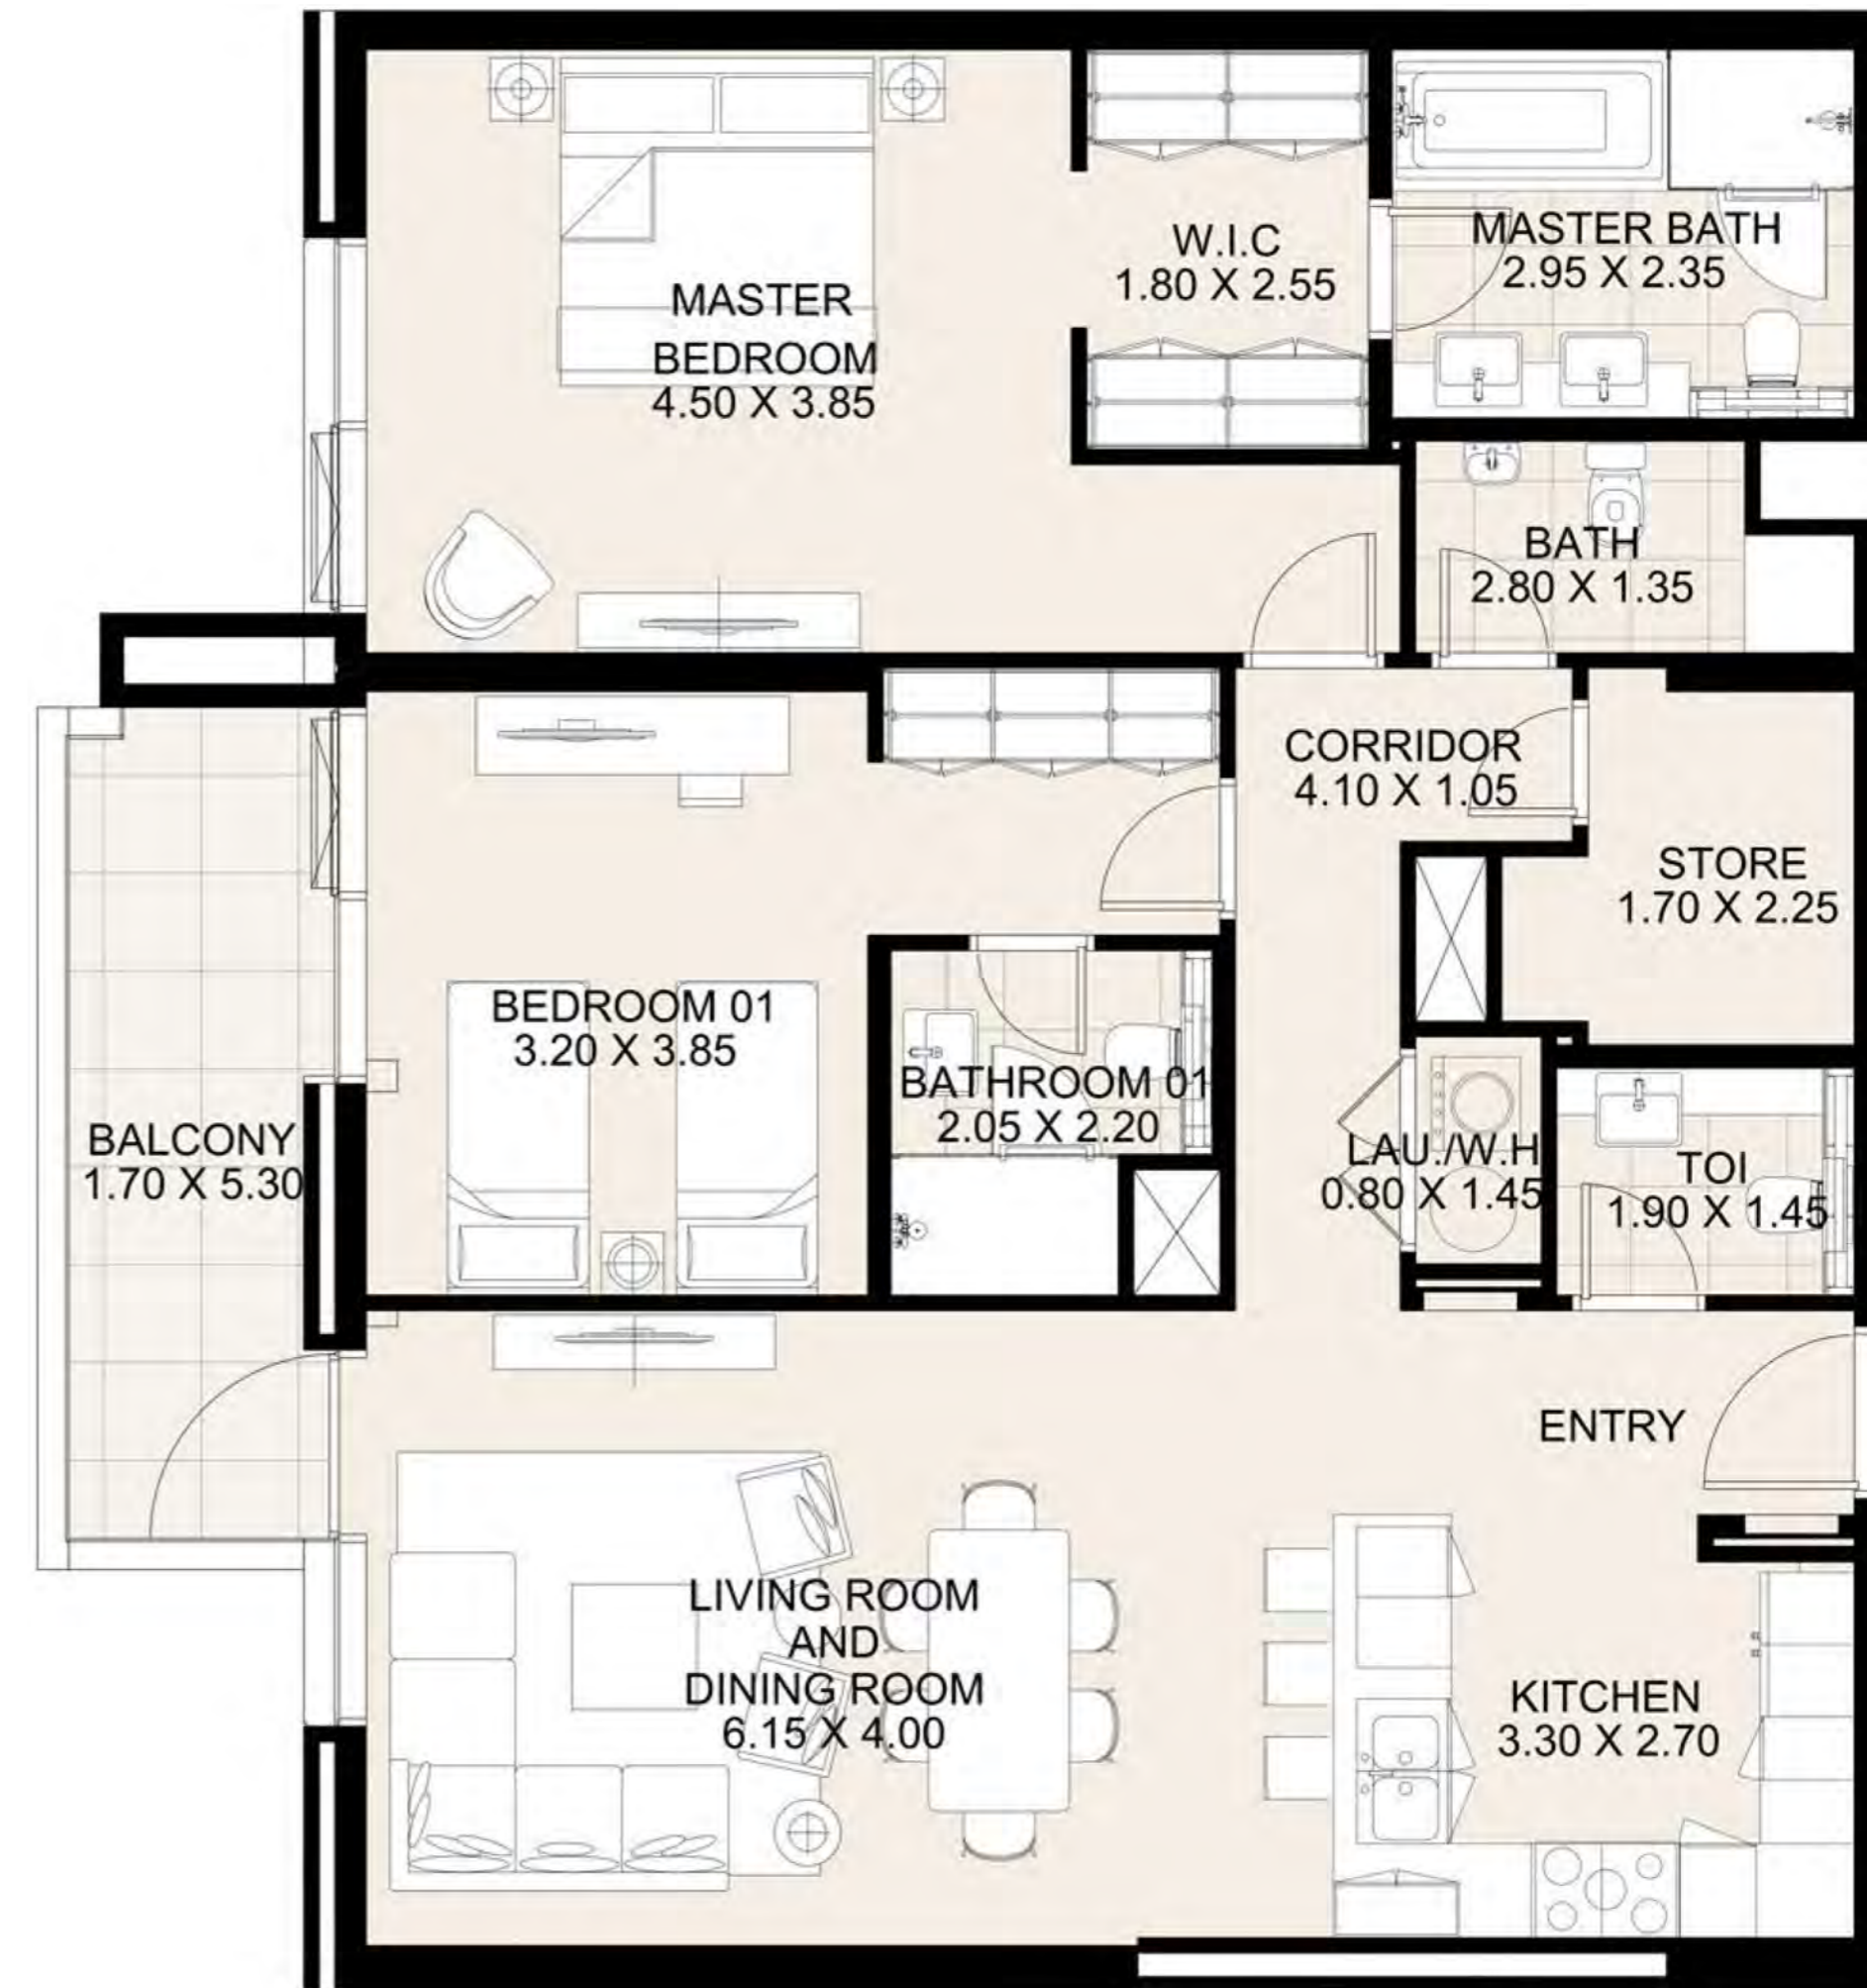 MASTER
BEDROOM
4.50 X 3.85
W.I.C
1.80 X 2.55
MASTER BATH
2.95 X 2.35
BATH
2.80 X 1.35
CORRIDOR
4.10 X 1.05
STORE
1.70 X 2.25
BEDROOM 01
3.20 X 3.85
BATHROOM 01
2.05 X 2.20
BALCONY
1.70 X 5.30
LAU./W.H
0.80 X 1.45
TOI
1.90 X 1.45
ENTRY
LIVING ROOM
AND
DINING ROOM
6.15 X 4.00
KITCHEN
3.30 X 2.70